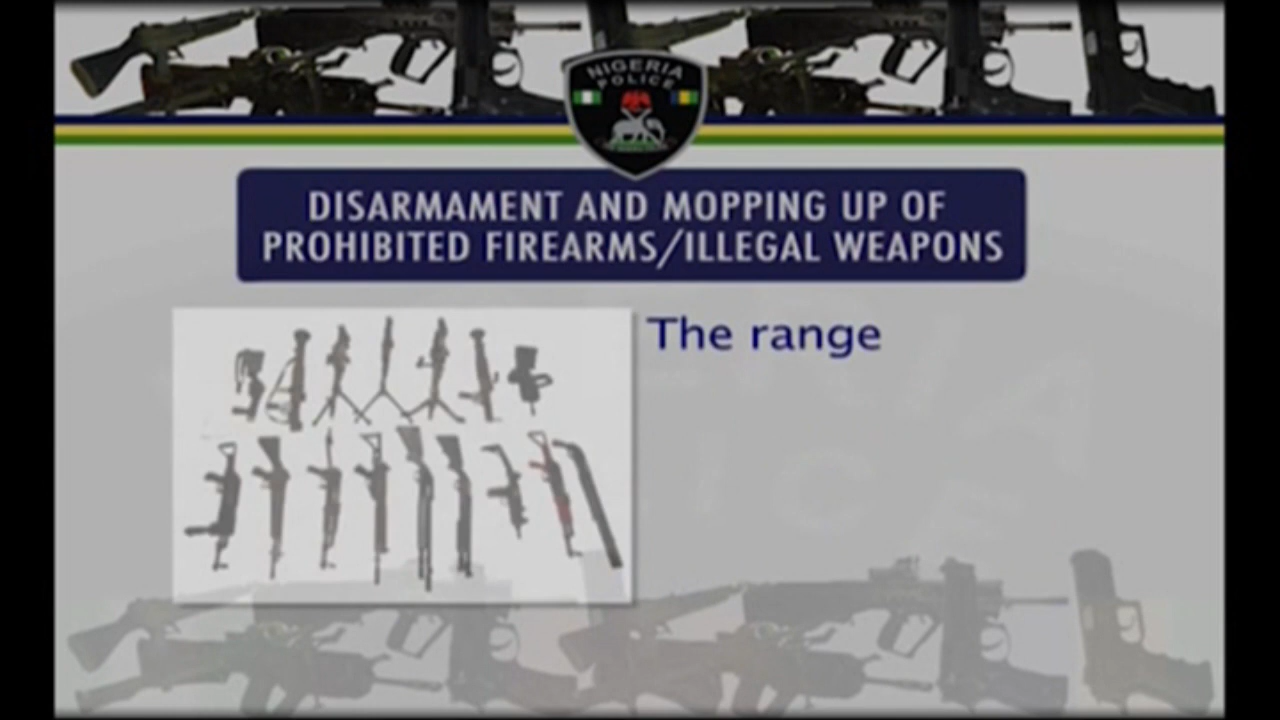 NIGERIA
POLICE
DISARMAMENT AND MOPPING UP OF
PROHIBITED FIREARMS/ILLEGAL WEAPONS
The range